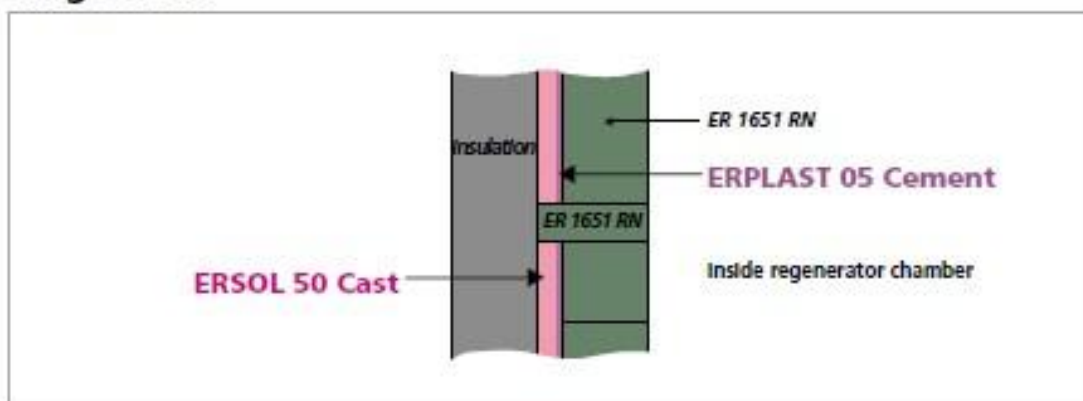 ER 1651 RN
Insulation
ERPLAST 05 Cement
ER 1651 RN
Inside regenerator chamber
ERSOL 50 Cast